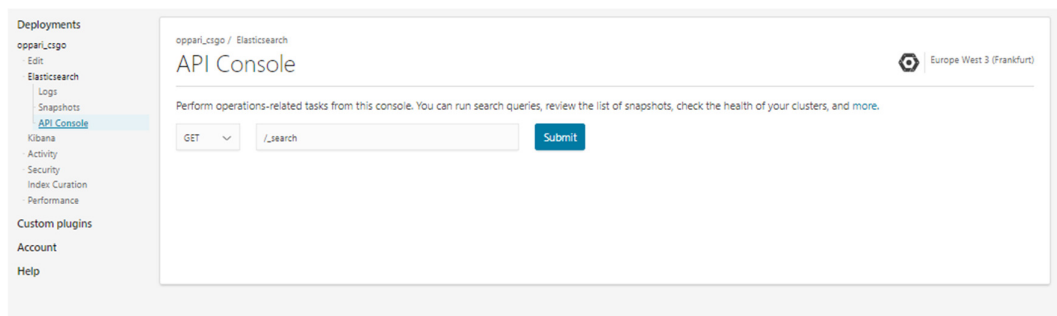 Deployments
oppari_csgo
Edit
Elasticsearch
Logs
Snapshots
API Console
Kibana
Activity
Security
Index Curation
Performance
Custom plugins
Account
Help
oppari_csgo / Elasticsearch
API Console
Europe West 3 (Frankfurt)
Perform operations-related tasks from this console. You can run search queries, review the list of snapshots, check the health of your clusters, and more.
GET /_search Submit